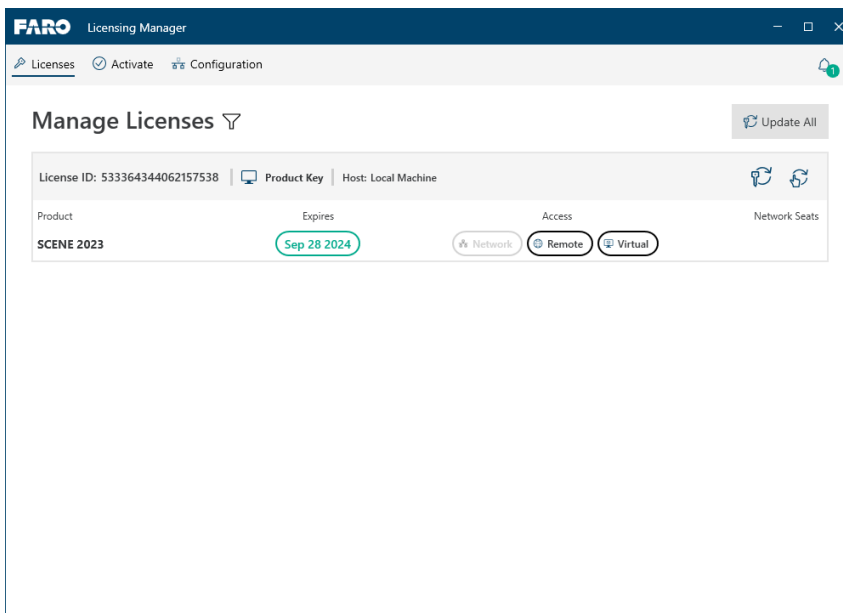 FARO Licensing Manager
Licenses Activate Configuration
1
Manage Licenses
Update All
License ID: 533364344062157538 Product Key Host: Local Machine
Product Expires Access Network Seats
SCENE 2023 Sep 28 2024 Network Remote Virtual